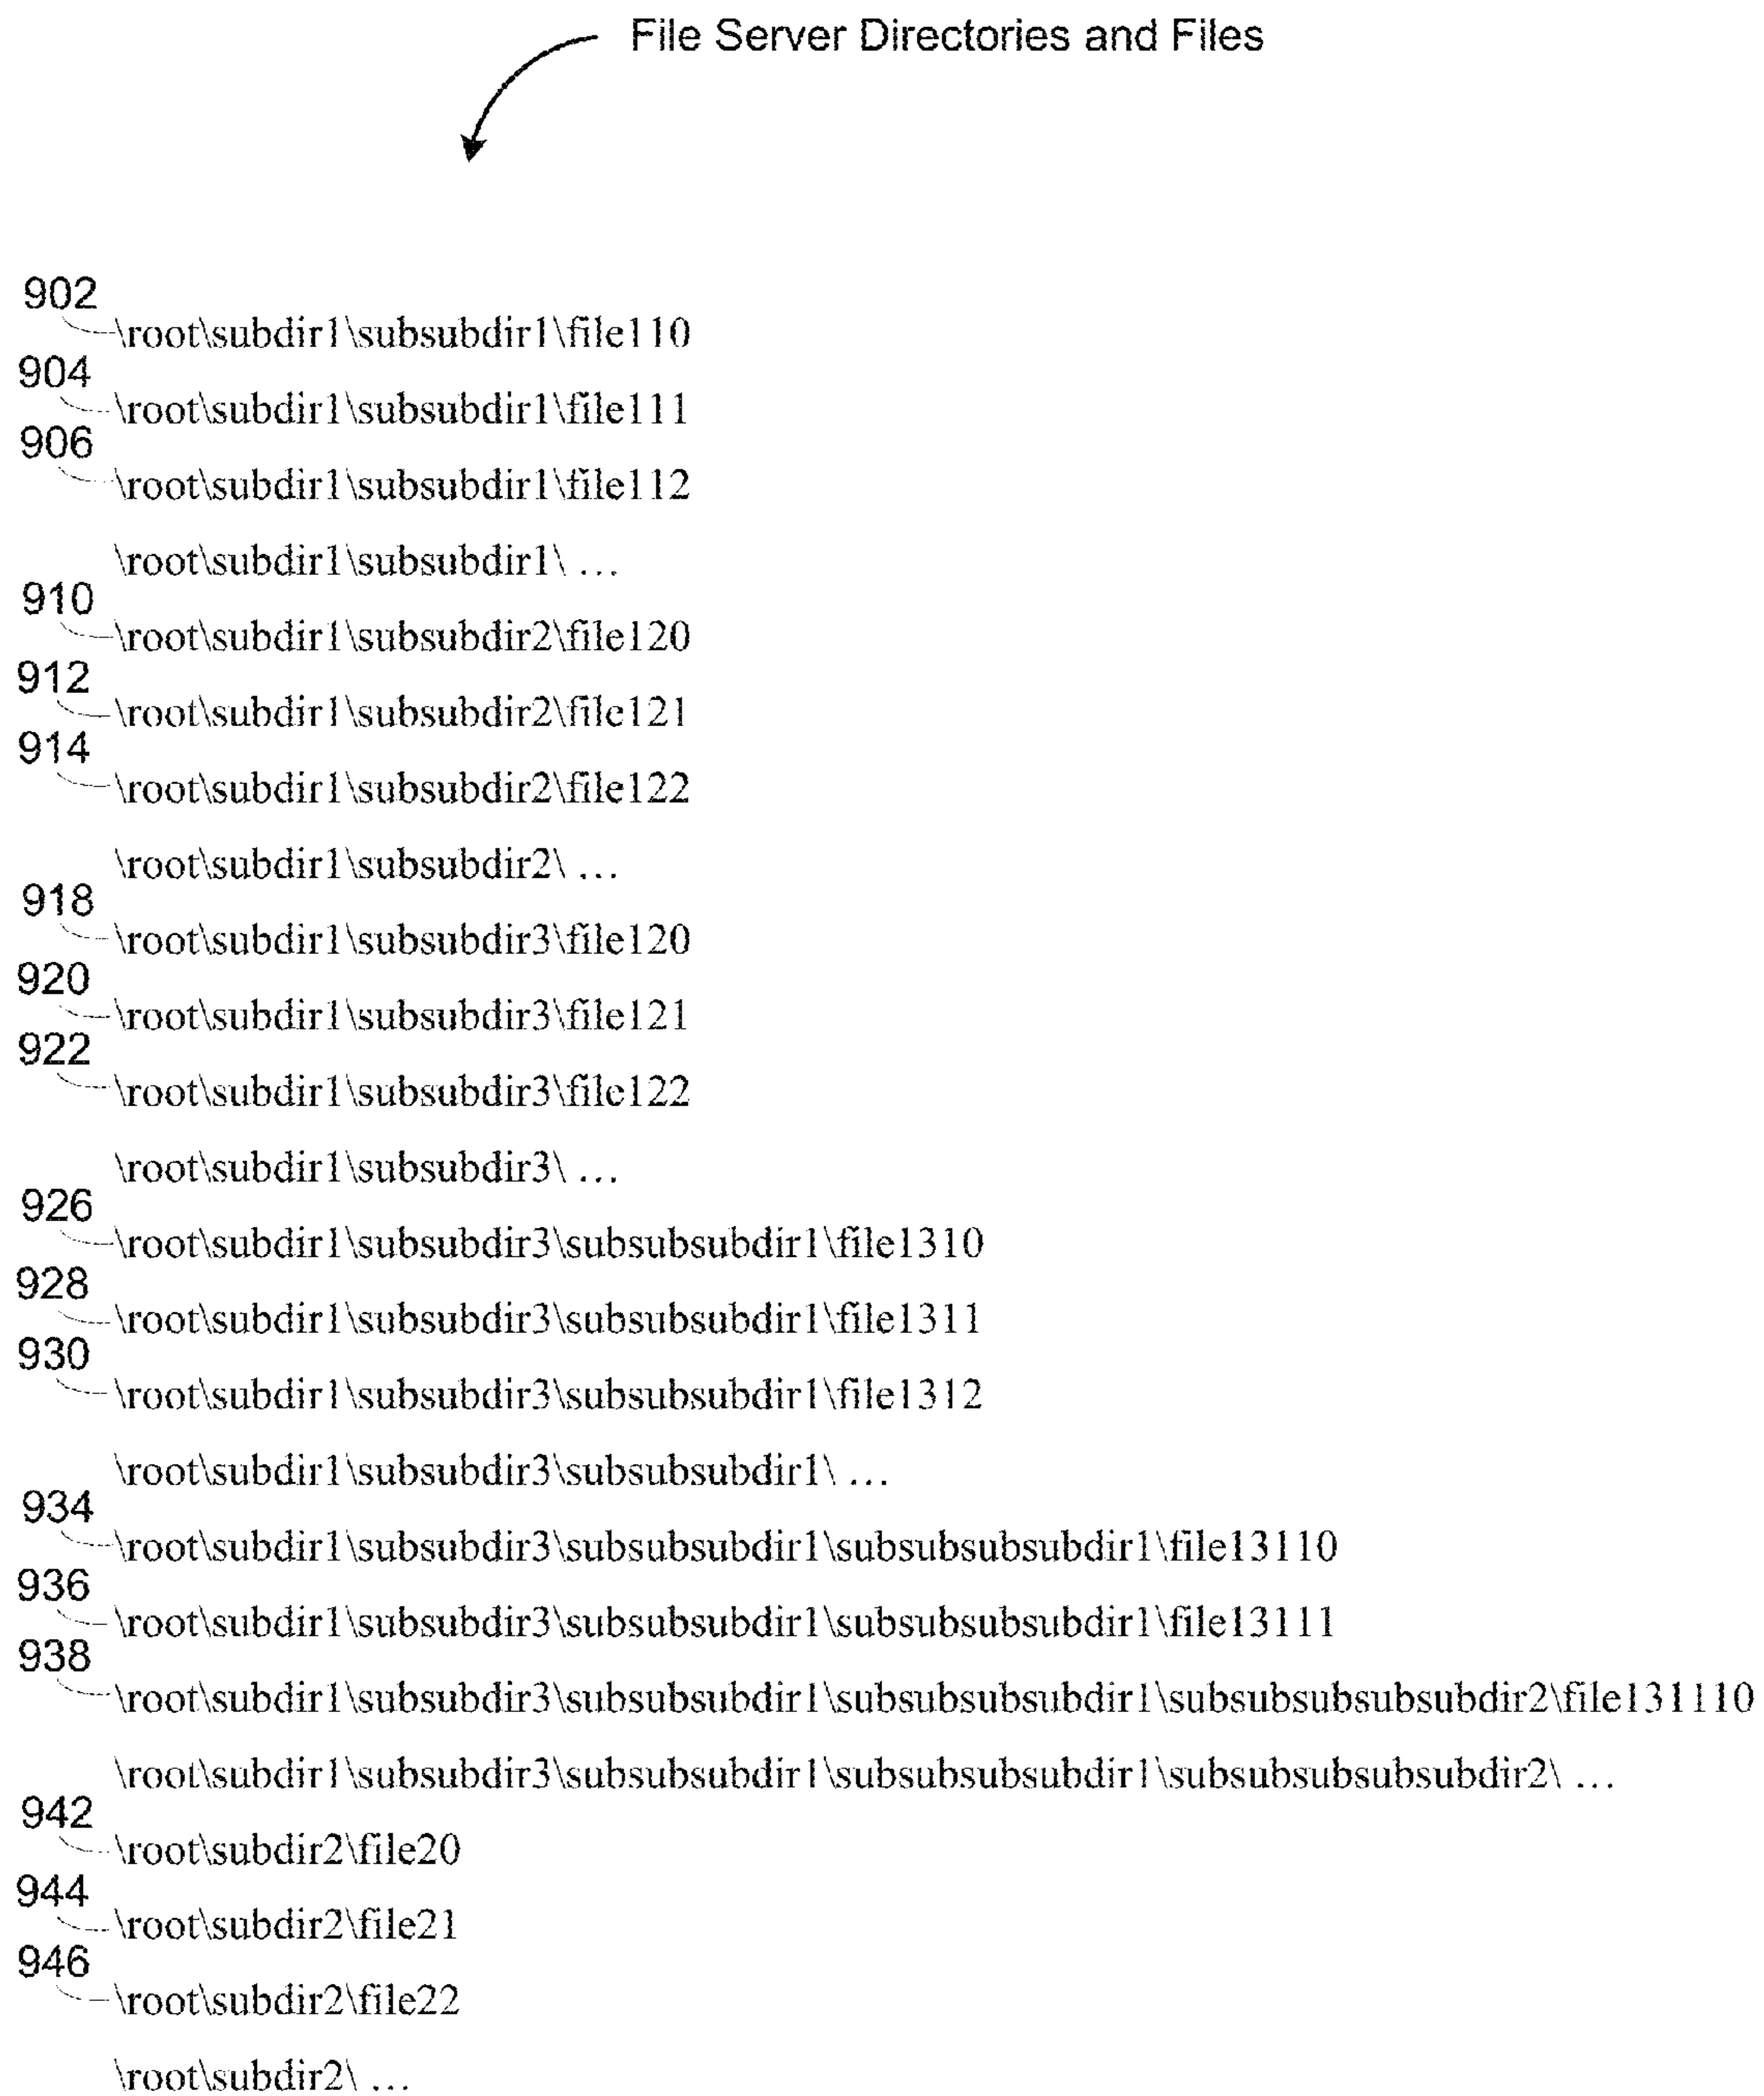 File Server Directories and Files
902
\root\subdir1\subsubdir1\file110
904
\root\subdir1\subsubdir1\file111
906
\root\subdir1\subsubdir1\file112
\root\subdir1\subsubdir1\ ...
910
\root\subdir1\subsubdir2\file120
912
\root\subdir1\subsubdir2\file121
914
\root\subdir1\subsubdir2\file122
\root\subdir1\subsubdir2\ ...
918
\root\subdir1\subsubdir3\file120
920
\root\subdir1\subsubdir3\file121
922
\root\subdir1\subsubdir3\file122
\root\subdir1\subsubdir3\ ...
926
\root\subdir1\subsubdir3\subsubsubdir1\file1310
928
\root\subdir1\subsubdir3\subsubsubdir1\file1311
930
\root\subdir1\subsubdir3\subsubsubdir1\file1312
\root\subdir1\subsubdir3\subsubsubdir1\ ...
934
\root\subdir1\subsubdir3\subsubsubdir1\subsubsubsubdir1\file13110
936
\root\subdir1\subsubdir3\subsubsubdir1\subsubsubsubdir1\file13111
938
\root\subdir1\subsubdir3\subsubsubdir1\subsubsubsubdir1\subsubsubsubsubdir2\file131110
\root\subdir1\subsubdir3\subsubsubdir1\subsubsubsubdir1\subsubsubsubsubdir2\ ...
942
\root\subdir2\file20
944
\root\subdir2\file21
946
\root\subdir2\file22
\root\subdir2\ ...